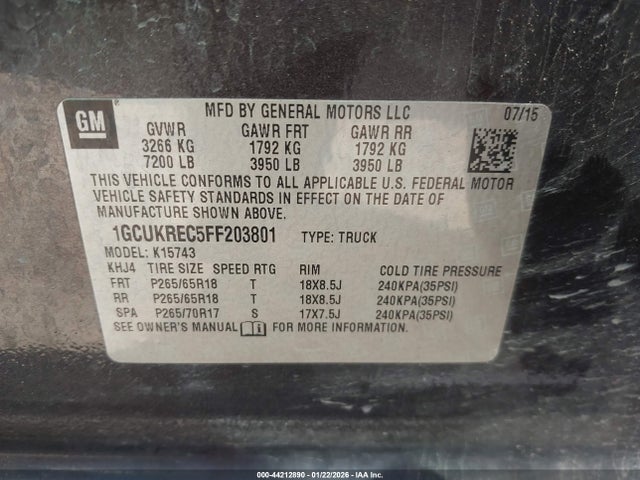 MFD BY GENERAL MOTORS LLC 07/15
GM
GVWR GAWR FRT GAWR RR
3266 KG 1792 KG 1792 KG
7200 LB 3950 LB 3950 LB
THIS VEHICLE CONFORMS TO ALL APPLICABLE U.S. FEDERAL MOTOR
VEHICLE SAFETY STANDARDS IN EFFECT ON THE DATE OF
MANUFACTURE SHOWN ABOVE.
1GCUKREC5FF203801 TYPE: TRUCK
MODEL: K15743
KHJ4 TIRE SIZE SPEED RTG RIM COLD TIRE PRESSURE
FRT P265/65R18 T 18X8.5J 240KPA(35PSI)
RR P265/65R18 T 18X8.5J 240KPA(35PSI)
SPA P265/70R17 S 17X7.5J 240KPA(35PSI)
SEE OWNER'S MANUAL FOR MORE INFORMATION.
000-44212890 - 01/22/2026 - IAA Inc.